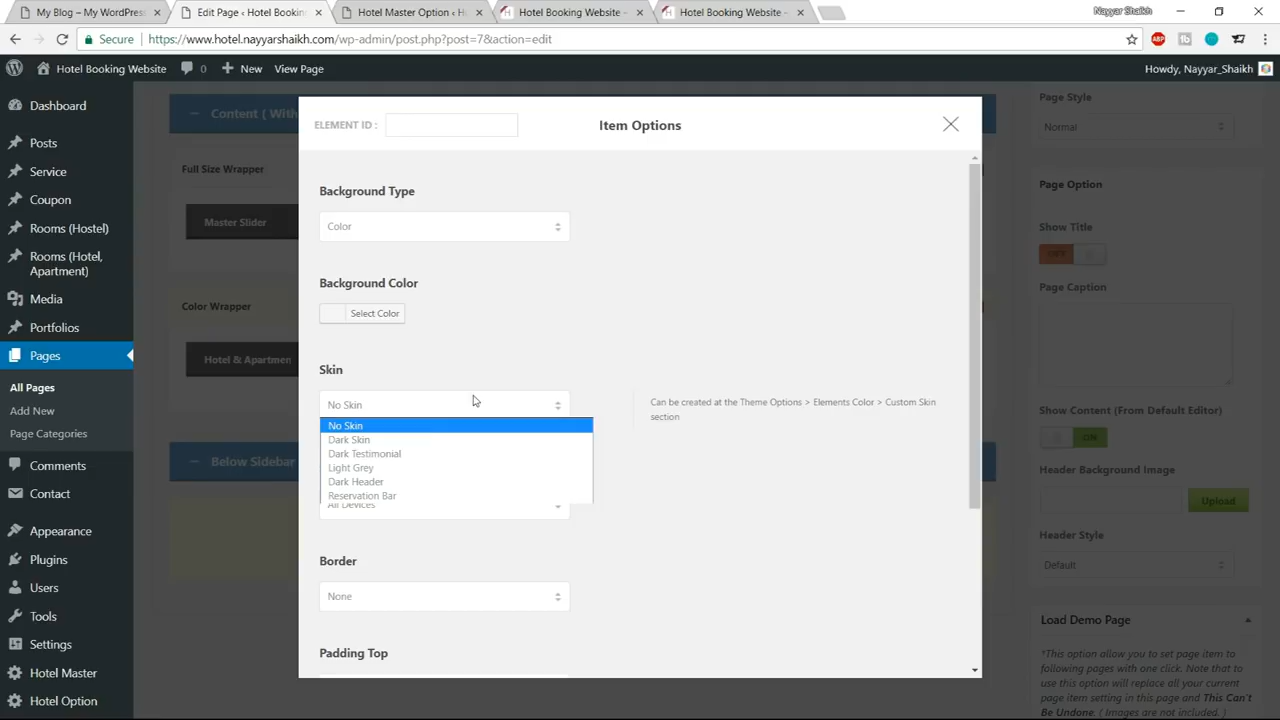 My Blog – My WordPress
Edit Page ‹ Hotel Bookin
Hotel Master Option ‹ H
Hotel Booking Website –
Hotel Booking Website –
Nayyar Shaikh
Secure
https://www.hotel.nayyarshaikh.com/wp-admin/post.php?post=7&action=edit
ABP
Hotel Booking Website
0
New
View Page
Howdy, Nayyar_Shaikh
Dashboard
Posts
Service
Coupon
Rooms (Hostel)
Rooms (Hotel,
Apartment)
Media
Portfolios
Pages
All Pages
Add New
Page Categories
Comments
Contact
Appearance
Plugins
Users
Tools
Settings
Hotel Master
Hotel Option
Content ( With
Full Size Wrapper
Master Slider
Color Wrapper
Hotel & Apartmen
Below Sidebar
ELEMENT ID :
Item Options
Background Type
Color
Background Color
Select Color
Skin
No Skin
Can be created at the Theme Options > Elements Color > Custom Skin
section
No Skin
Dark Skin
Dark Testimonial
Light Grey
Dark Header
Reservation Bar
All Devices
Border
None
Padding Top
Page Style
Normal
Page Option
Show Title
OFF
Page Caption
Show Content (From Default Editor)
ON
Header Background Image
Upload
Header Style
Default
Load Demo Page
*This option allow you to set page item to
following pages with one click. Note that to
use this option will replace all your current
page item setting in this page and This Can't
Be Undone. ( Images are not included. )